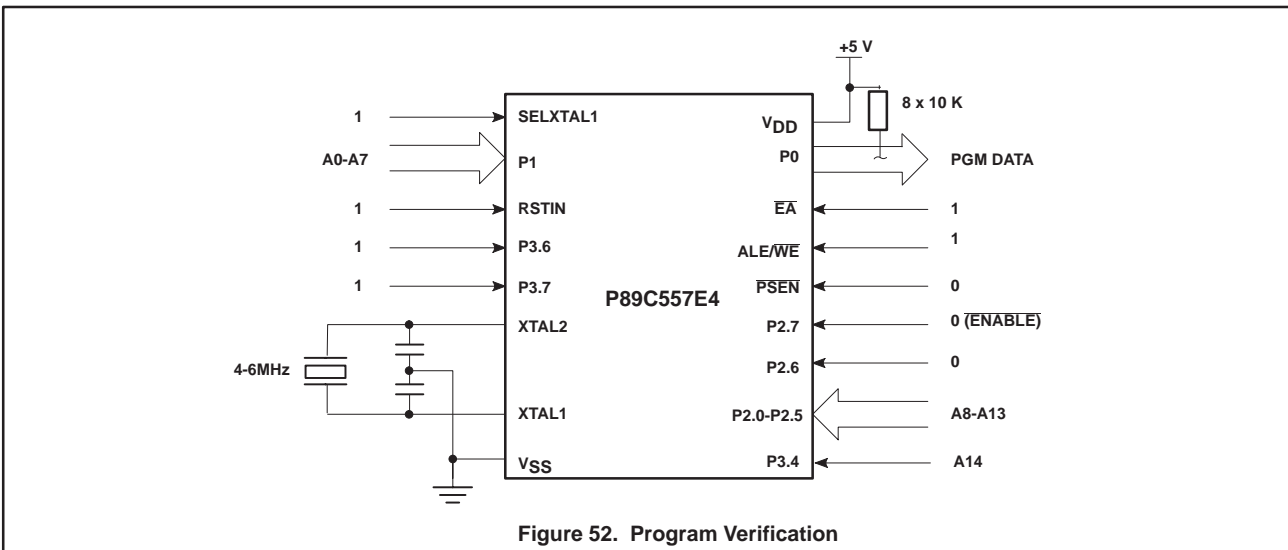 +5 V
8 x 10 K
1
SELXTAL1
VDD
A0-A7
P1
P0
PGM DATA
1
RSTIN
EA
1
1
P3.6
ALE/WE
1
1
P3.7
P89C557E4
PSEN
0
XTAL2
P2.7
0 (ENABLE)
4-6MHz
P2.6
0
XTAL1
P2.0-P2.5
A8-A13
VSS
P3.4
A14
Figure 52. Program Verification